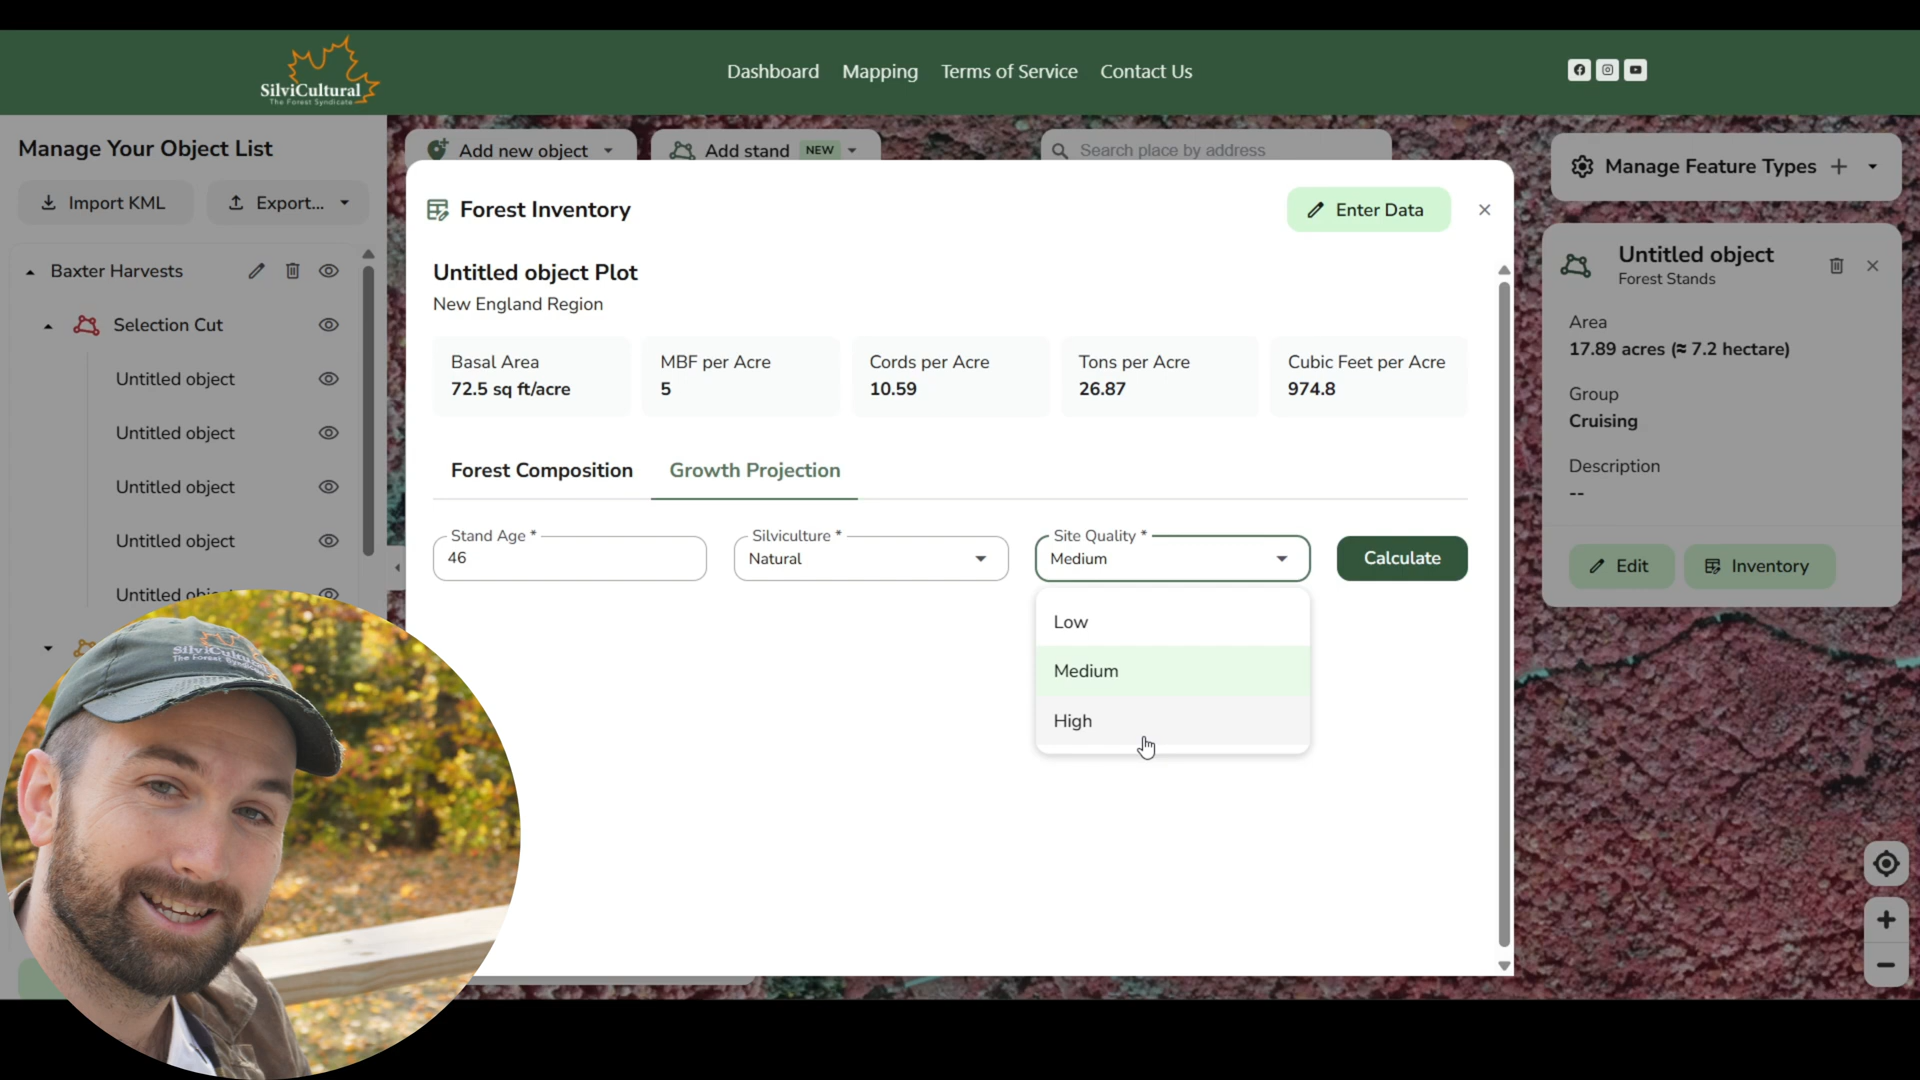 SilviCultural
The Forest Syndicate
Dashboard
Mapping
Terms of Service
Contact Us
Manage Your Object List
Import KML
Export...
Baxter Harvests
Selection Cut
Untitled object
Untitled object
Untitled object
Untitled object
Untitled
Add new object
Add stand
NEW
Search place by address
Forest Inventory
Enter Data
Untitled object Plot
New England Region
Basal Area
72.5 sq ft/acre
MBF per Acre
5
Cords per Acre
10.59
Tons per Acre
26.87
Cubic Feet per Acre
974.8
Forest Composition
Growth Projection
Stand Age *
46
Silviculture *
Natural
Site Quality *
Medium
Calculate
Low
Medium
High
Manage Feature Types
Untitled object
Forest Stands
Area
17.89 acres (≈ 7.2 hectare)
Group
Cruising
Description
--
Edit
Inventory
SilviCultural
The Forest Syndicate